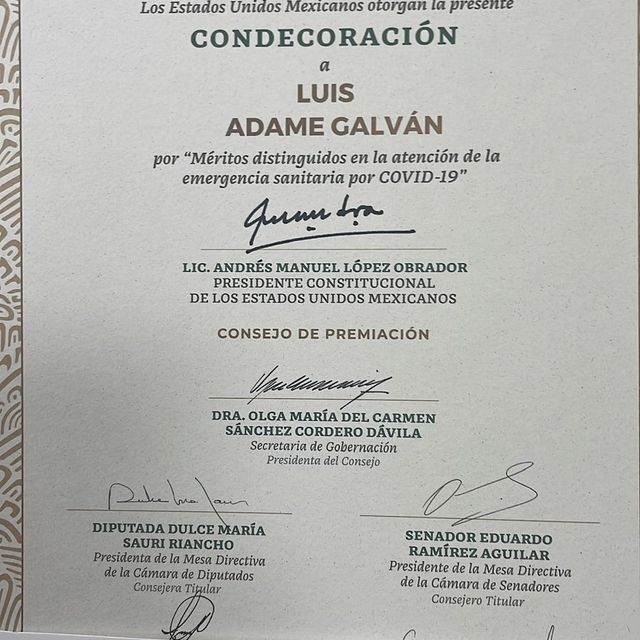 Los Estados Unidos Mexicanos otorgan la presente
CONDECORACIÓN
a
LUIS
ADAME GALVÁN
por “Méritos distinguidos en la atención de la
emergencia sanitaria por COVID-19”
LIC. ANDRÉS MANUEL LÓPEZ OBRADOR
PRESIDENTE CONSTITUCIONAL
DE LOS ESTADOS UNIDOS MEXICANOS
CONSEJO DE PREMIACIÓN
DRA. OLGA MARÍA DEL CARMEN
SÁNCHEZ CORDERO DÁVILA
Secretaria de Gobernación
Presidenta del Consejo
DIPUTADA DULCE MARÍA
SAURI RIANCHO
Presidenta de la Mesa Directiva
de la Cámara de Diputados
Consejera Titular
SENADOR EDUARDO
RAMÍREZ AGUILAR
Presidente de la Mesa Directiva
de la Cámara de Senadores
Consejero Titular